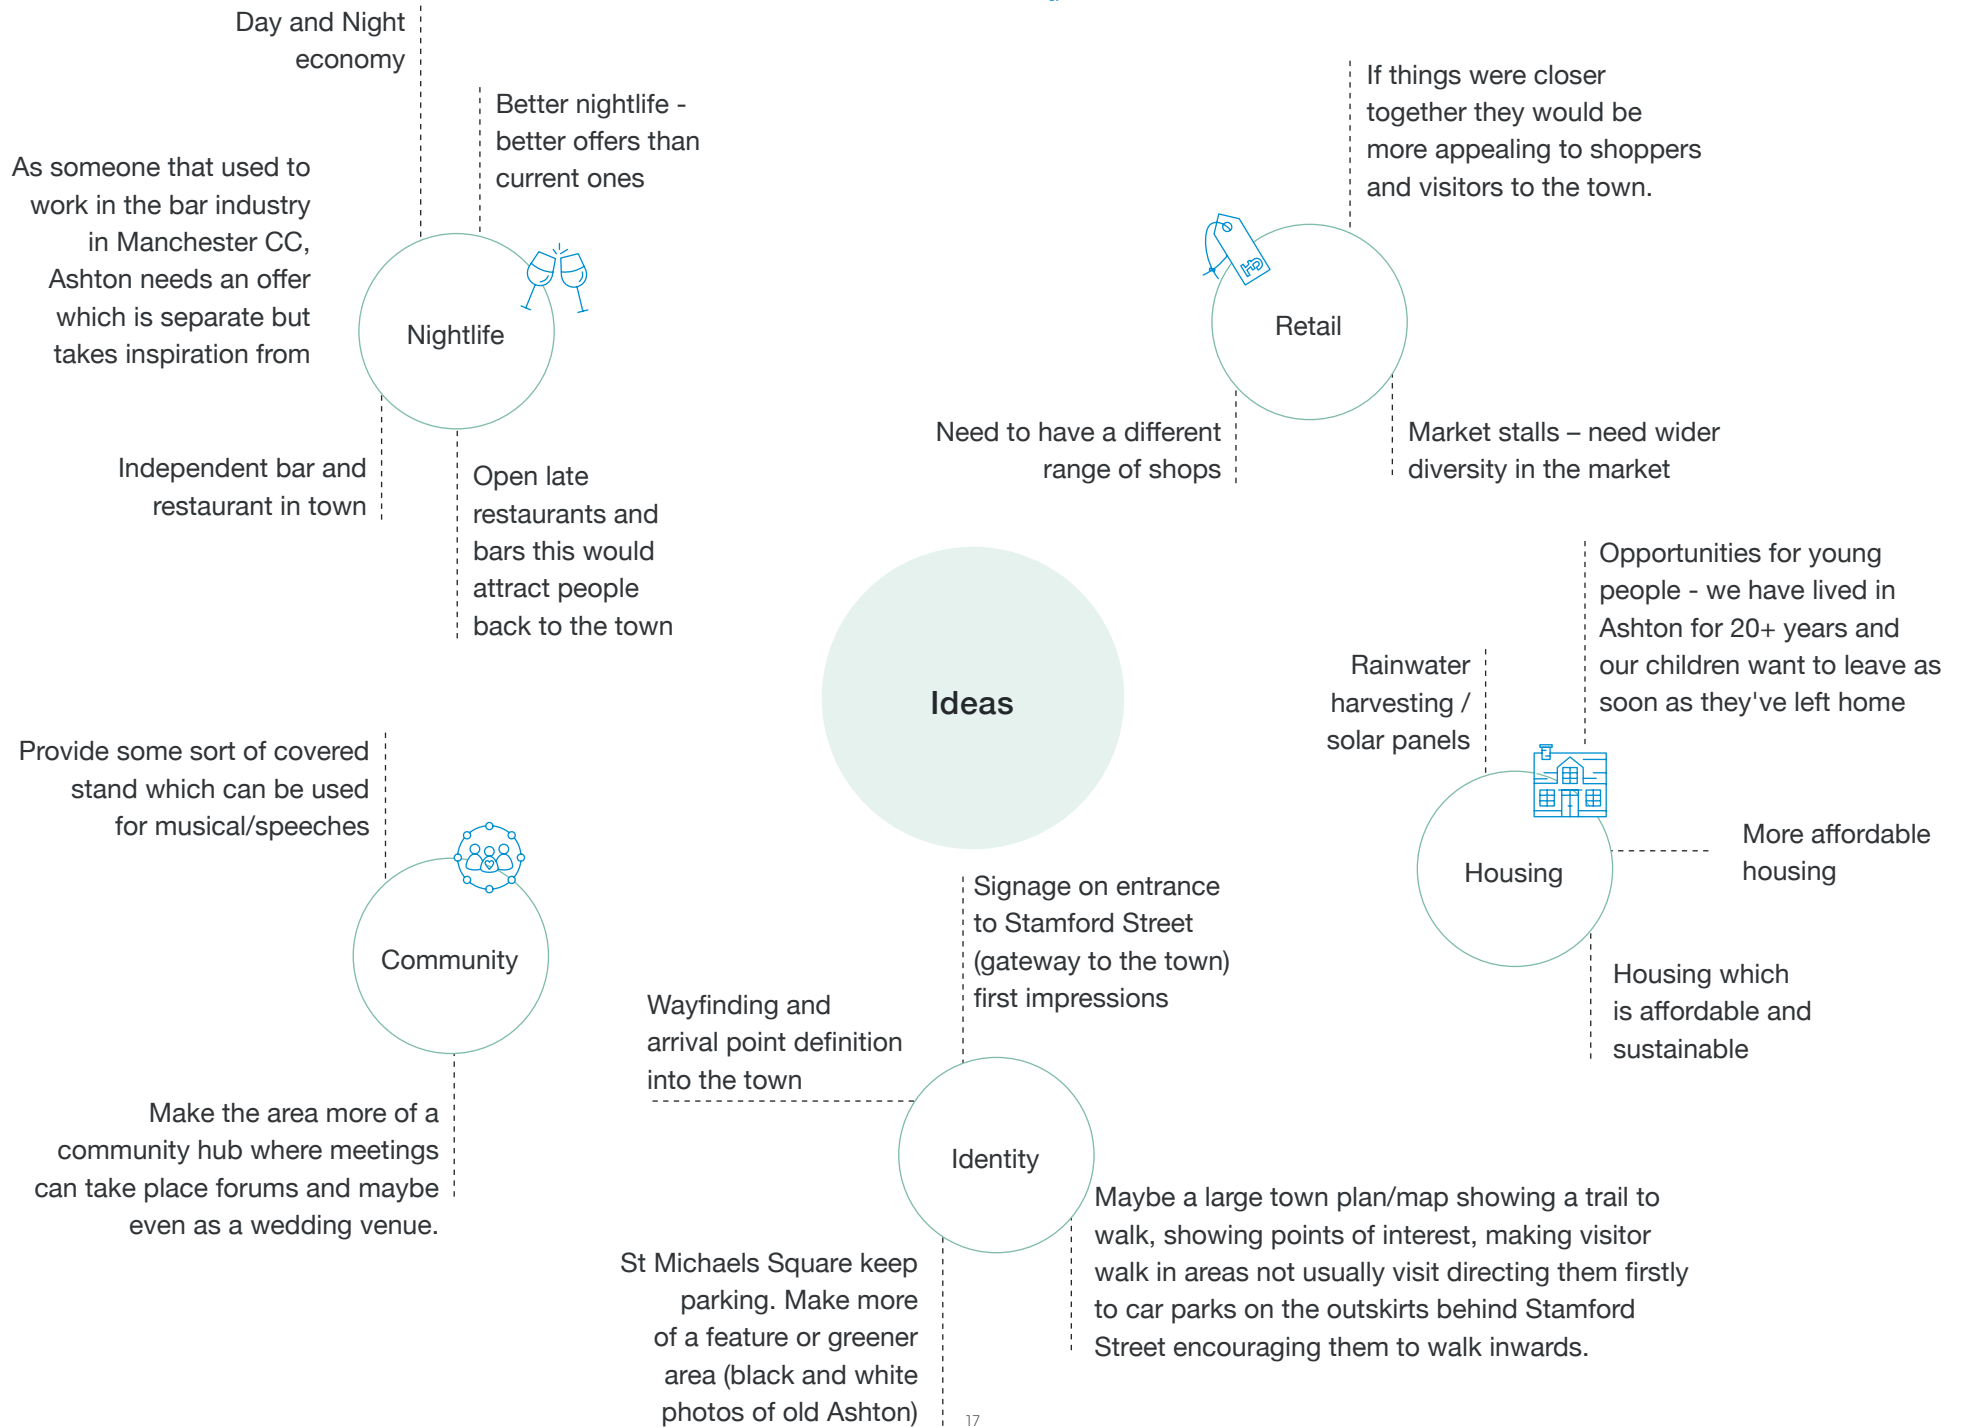 Day and Night
economy
Better nightlife -
better offers than
current ones
As someone that used to
work in the bar industry
in Manchester CC,
Ashton needs an offer
which is separate but
takes inspiration from
Nightlife
Independent bar and
restaurant in town
Open late
restaurants and
bars this would
attract people
back to the town
If things were closer
together they would be
more appealing to shoppers
and visitors to the town.
Retail
Need to have a different
range of shops
Market stalls – need wider
diversity in the market
Ideas
Opportunities for young
people - we have lived in
Ashton for 20+ years and
our children want to leave as
soon as they've left home
Rainwater
harvesting /
solar panels
Housing
More affordable
housing
Housing which
is affordable and
sustainable
Provide some sort of covered
stand which can be used
for musical/speeches
Community
Make the area more of a
community hub where meetings
can take place forums and maybe
even as a wedding venue.
Signage on entrance
to Stamford Street
(gateway to the town)
first impressions
Wayfinding and
arrival point definition
into the town
Identity
St Michaels Square keep
parking. Make more
of a feature or greener
area (black and white
photos of old Ashton)
Maybe a large town plan/map showing a trail to
walk, showing points of interest, making visitor
walk in areas not usually visit directing them firstly
to car parks on the outskirts behind Stamford
Street encouraging them to walk inwards.
17